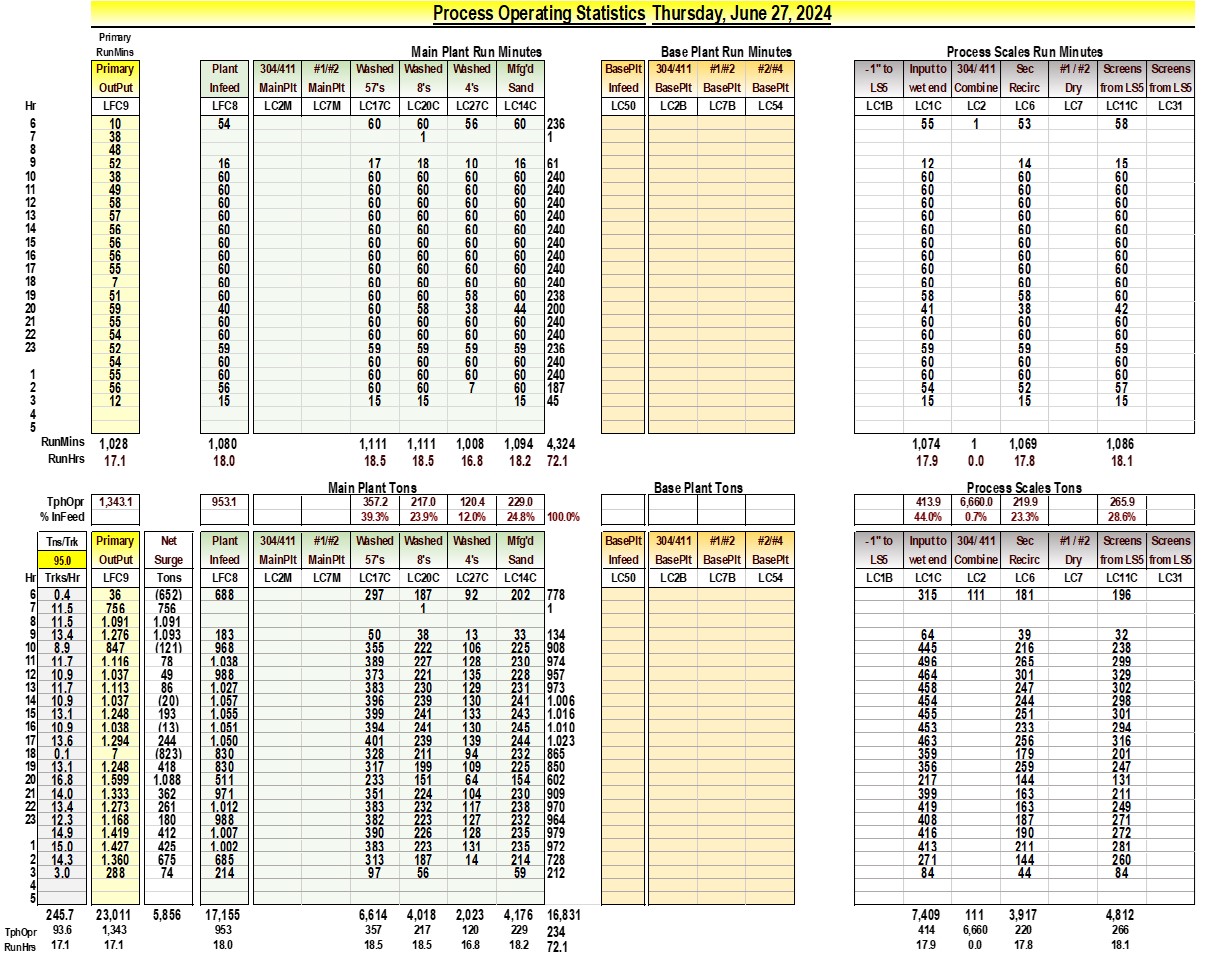 Process Operating Statistics Thursday, June 27, 2024
Primary
RunMins Main Plant Run Minutes Base Plant Run Minutes Process Scales Run Minutes
Primary Plant 304/411 #1/#2 Washed Washed Washed Mfg'd BasePlt 304/411 #1/#2 #2/#4 -1" to Input to 304/ 411 Sec #1 / #2 Screens Screens
OutPut Infeed MainPlt MainPlt 57's 8's 4's Sand Infeed BasePlt BasePlt BasePlt LS5 wet end Combine Recirc Dry from LS5 from LS5
Hr LFC9 LFC8 LC2M LC7M LC17C LC20C LC27C LC14C LC50 LC2B LC7B LC54 LC1B LC1C LC2 LC6 LC7 LC11C LC31
6 10 54 60 60 56 60 236 55 1 53 58
7 38 1 1
8 48
9 52 16 17 18 10 16 61 12 14 15
10 38 60 60 60 60 60 240 60 60 60
11 49 60 60 60 60 60 240 60 60 60
12 58 60 60 60 60 60 240 60 60 60
13 57 60 60 60 60 60 240 60 60 60
14 56 60 60 60 60 60 240 60 60 60
15 56 60 60 60 60 60 240 60 60 60
16 56 60 60 60 60 60 240 60 60 60
17 55 60 60 60 60 60 240 60 60 60
18 7 60 60 60 60 60 240 60 60 60
19 51 60 60 60 58 60 238 58 58 60
20 59 40 60 58 38 44 200 41 38 42
21 55 60 60 60 60 60 240 60 60 60
22 54 60 60 60 60 60 240 60 60 60
23 52 59 59 59 59 59 236 59 59 59
54 60 60 60 60 60 240 60 60 60
1 55 60 60 60 60 60 240 60 60 60
2 56 56 60 60 7 60 187 54 52 57
3 12 15 15 15 15 45 15 15 15
4
5
RunMins 1,028 1,080 1,111 1,111 1,008 1,094 4,324 1,074 1 1,069 1,086
RunHrs 17.1 18.0 18.5 18.5 16.8 18.2 72.1 17.9 0.0 17.8 18.1
Main Plant Tons Base Plant Tons Process Scales Tons
TphOpr 1,343.1 953.1 357.2 217.0 120.4 229.0 413.9 6,660.0 219.9 265.9
% InFeed 39.3% 23.9% 12.0% 24.8% 100.0% 44.0% 0.7% 23.3% 28.6%
Tns/Trk Primary Net Plant 304/411 #1/#2 Washed Washed Washed Mfg'd BasePlt 304/411 #1/#2 #2/#4 -1" to Input to 304/ 411 Sec #1 / #2 Screens Screens
95.0 OutPut Surge Infeed MainPlt MainPlt 57's 8's 4's Sand Infeed BasePlt BasePlt BasePlt LS5 wet end Combine Recirc Dry from LS5 from LS5
Hr Trks/Hr LFC9 Tons LFC8 LC2M LC7M LC17C LC20C LC27C LC14C LC50 LC2B LC7B LC54 LC1B LC1C LC2 LC6 LC7 LC11C LC31
6 0.4 36 (652) 688 297 187 92 202 778 315 111 181 196
7 11.5 756 756 1 1
8 11.5 1.091 1.091
9 13.4 1.276 1.093 183 50 38 13 33 134 64 39 32
10 8.9 847 (121) 968 355 222 106 225 908 445 216 238
11 11.7 1.116 78 1.038 389 227 128 230 974 496 265 299
12 10.9 1.037 49 988 373 221 135 228 957 464 301 329
13 11.7 1.113 86 1.027 383 230 129 231 973 458 247 302
14 10.9 1.037 (20) 1.057 396 239 130 241 1.006 454 244 298
15 13.1 1.248 193 1.055 399 241 133 243 1.016 455 251 301
16 10.9 1.038 (13) 1.051 394 241 130 245 1.010 453 233 294
17 13.6 1.294 244 1.050 401 239 139 244 1.023 463 256 316
18 0.1 7 (823) 830 328 211 94 232 865 359 179 201
19 13.1 1.248 418 830 317 199 109 225 850 356 259 247
20 16.8 1.599 1.088 511 233 151 64 154 602 217 144 131
21 14.0 1.333 362 971 351 224 104 230 909 399 163 211
22 13.4 1.273 261 1.012 383 232 117 238 970 419 163 249
23 12.3 1.168 180 988 382 223 127 232 964 408 187 271
14.9 1.419 412 1.007 390 226 128 235 979 416 190 272
1 15.0 1.427 425 1.002 383 223 131 235 972 413 211 281
2 14.3 1.360 675 685 313 187 14 214 728 271 144 260
3 3.0 288 74 214 97 56 59 212 84 44 84
4
5
245.7 23,011 5,856 17,155 6,614 4,018 2,023 4,176 16,831 7,409 111 3,917 4,812
TphOpr 93.6 1,343 953 357 217 120 229 234 414 6,660 220 266
RunHrs 17.1 17.1 18.0 18.5 18.5 16.8 18.2 72.1 17.9 0.0 17.8 18.1